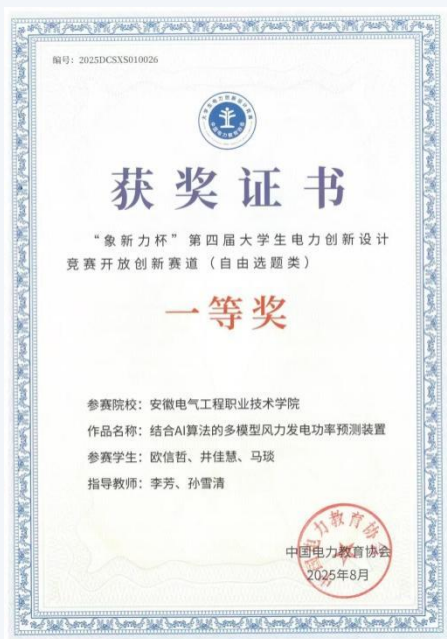 编号：2025DCSXS010026
获奖证书
“象新力杯”第四届大学生电力创新设计
竞赛开放创新赛道（自由选题类）
一等奖
参赛院校：安徽电气工程职业技术学院
作品名称：结合AI算法的多模型风力发电功率预测装置
参赛学生：欧信哲、井佳慧、马琰
指导教师：李芳、孙雪清
中国电力教育协会
2025年8月